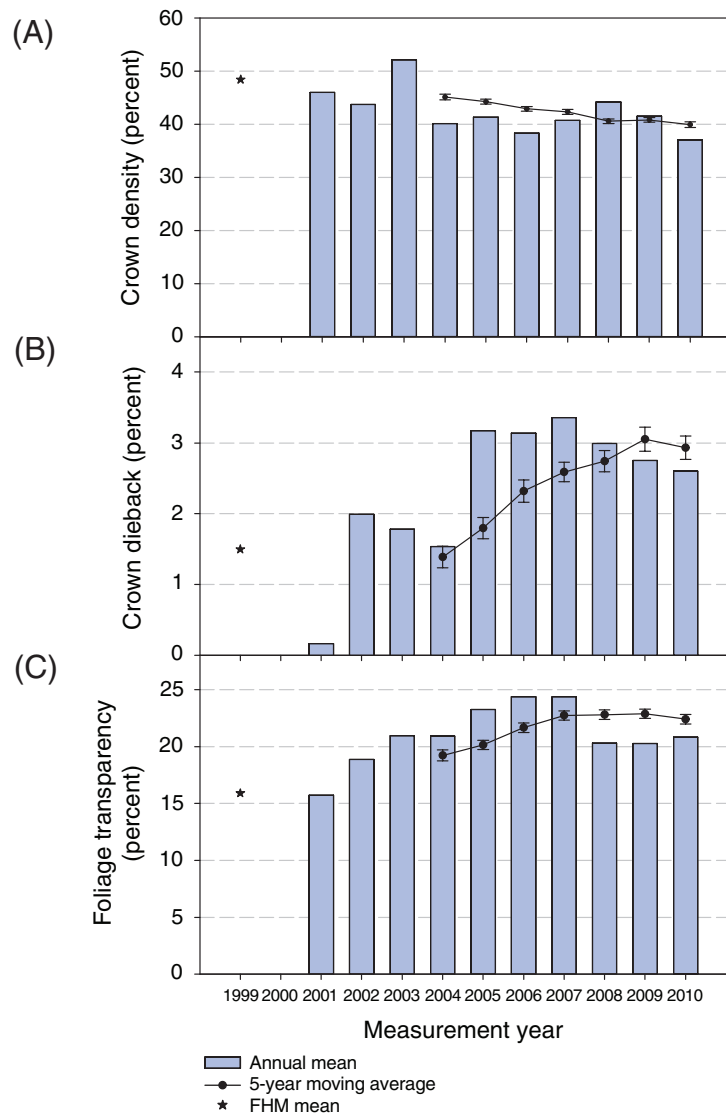 (A)
Crown density (percent)
60
50
40
30
20
10
0
(B)
Crown dieback (percent)
4
3
2
1
0
(C)
Foliage transparency
(percent)
25
20
15
10
5
0
1999 2000 2001 2002 2003 2004 2005 2006 2007 2008 2009 2010
Measurement year
Annual mean
5-year moving average
FHM mean